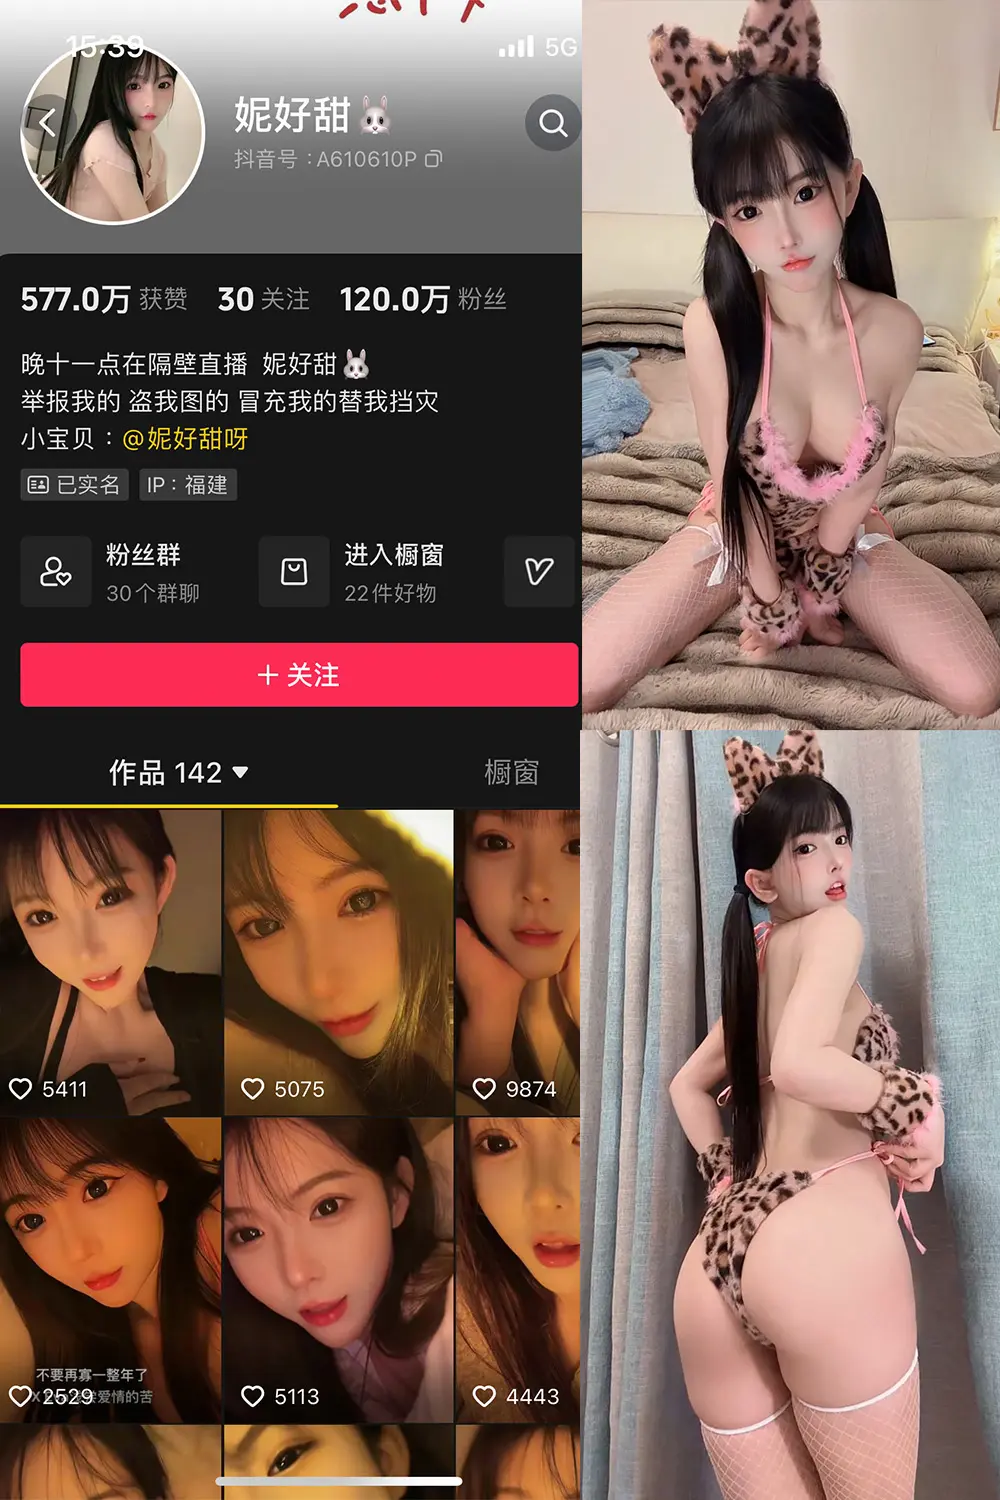 15:39
5G
妮好甜
抖音号：A610610P
577.0万 获赞 30 关注 120.0万 粉丝
晚十一点在隔壁直播 妮好甜
举报我的 盗我图的 冒充我的替我挡灾
小宝贝：@妮好甜呀
已实名 IP：福建
粉丝群
30个群聊
进入橱窗
22件好物
+ 关注
作品 142
橱窗
5411
5075
9874
不要再寡一整年了
爱情的苦
2529
5113
4443